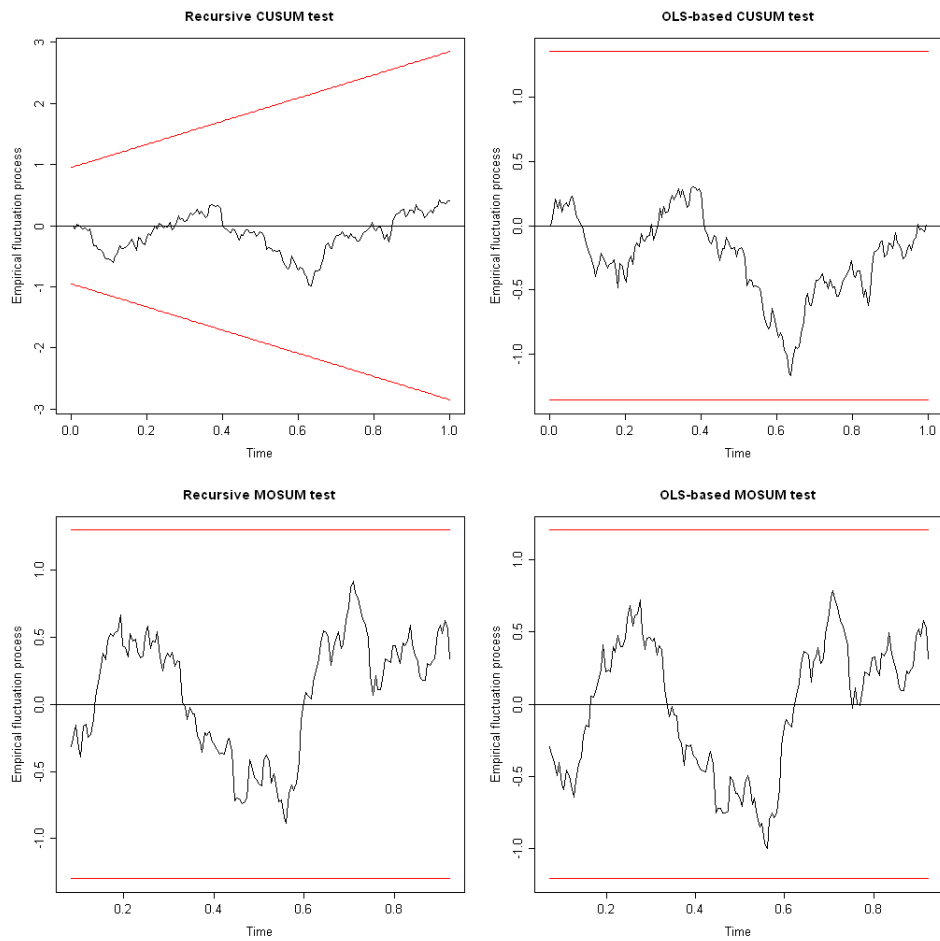 Recursive CUSUM test
Empirical fluctuation process
3
2
1
0
-1
-2
-3
0.0 0.2 0.4 0.6 0.8 1.0
Time
OLS-based CUSUM test
Empirical fluctuation process
1.0
0.5
0.0
-0.5
-1.0
0.0 0.2 0.4 0.6 0.8 1.0
Time
Recursive MOSUM test
Empirical fluctuation process
1.0
0.5
0.0
-0.5
-1.0
0.2 0.4 0.6 0.8
Time
OLS-based MOSUM test
Empirical fluctuation process
1.0
0.5
0.0
-0.5
-1.0
0.2 0.4 0.6 0.8
Time